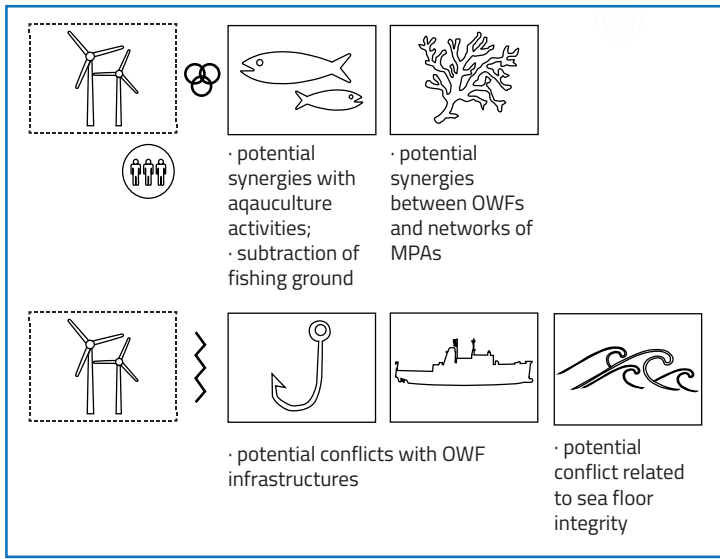 · potential
synergies with
aqauculture
activities;
· subtraction of
fishing ground
· potential
synergies
between OWFs
and networks of
MPAs
· potential conflicts with OWF
infrastructures
· potential
conflict related
to sea floor
integrity